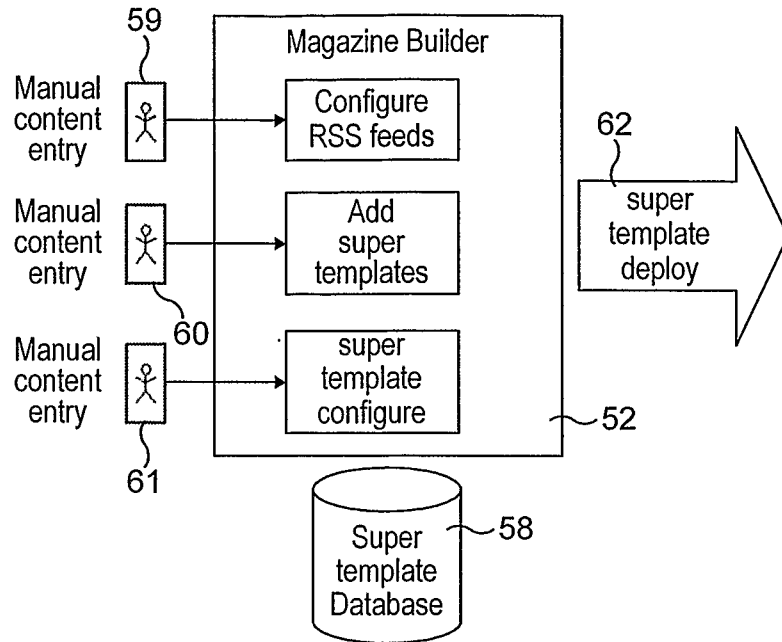 59
Magazine Builder
Manual
content
entry
Configure
RSS feeds
62
super
template
deploy
Manual
content
entry
Add
super
templates
60
Manual
content
entry
super
template
configure
52
61
58
Super
template
Database